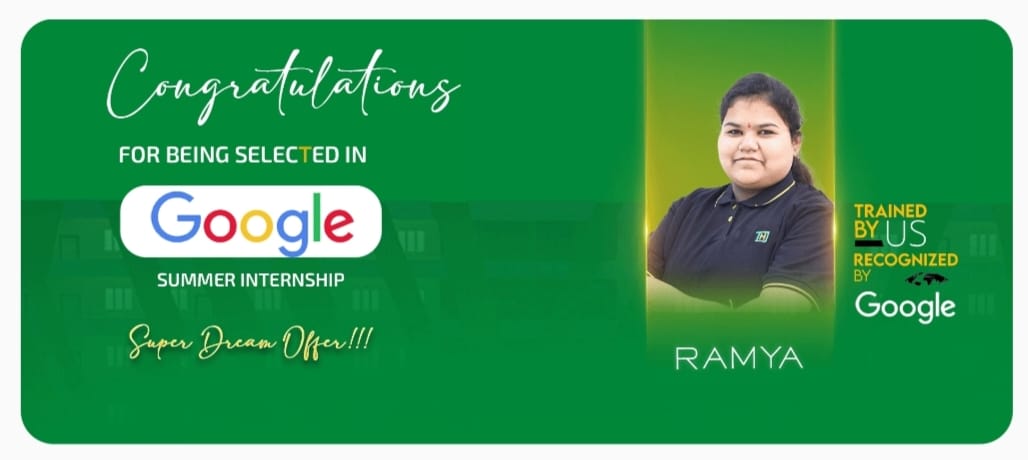 Congratulations
FOR BEING SELECTED IN
Google
SUMMER INTERNSHIP
Super Dream Offer!!!
RAMYA
TRAINED
BY US
RECOGNIZED
BY
Google